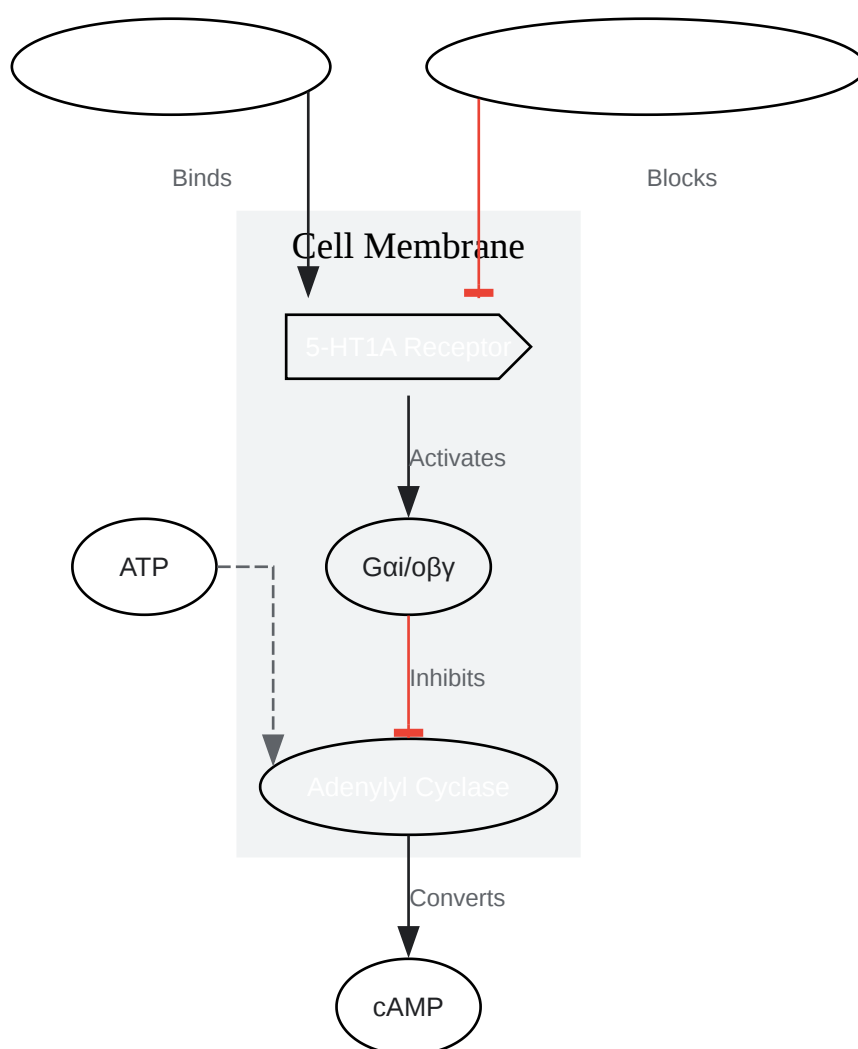 Binds
Blocks
Cell Membrane
5-HT1A Receptor
Activates
ATP
Gαi/oβγ
Inhibits
Adenylyl Cyclase
Converts
cAMP